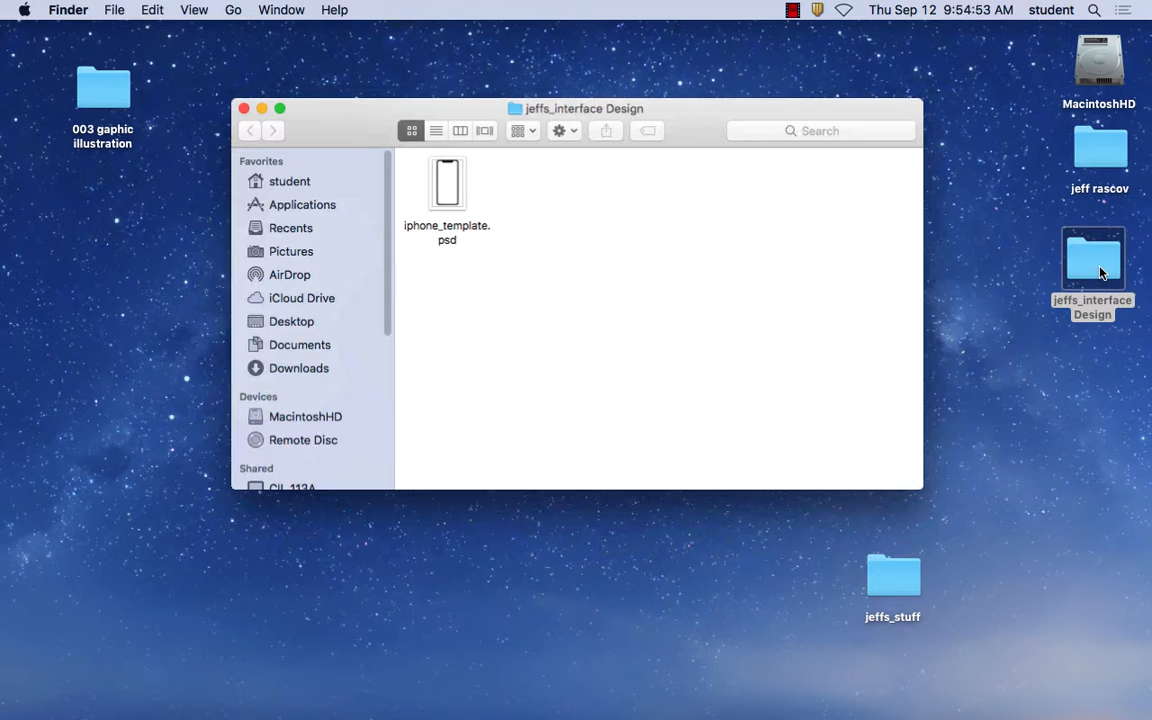 Finder File Edit View Go Window Help
Thu Sep 12 9:54:53 AM student
003 gaphic
illustration
MacintoshHD
jeff rascov
jeffs_interface
Design
jeffs_stuff
jeffs_interface Design
Search
Favorites
student
Applications
Recents
Pictures
AirDrop
iCloud Drive
Desktop
Documents
Downloads
Devices
MacintoshHD
Remote Disc
Shared
CIL 113A
iphone_template.
psd